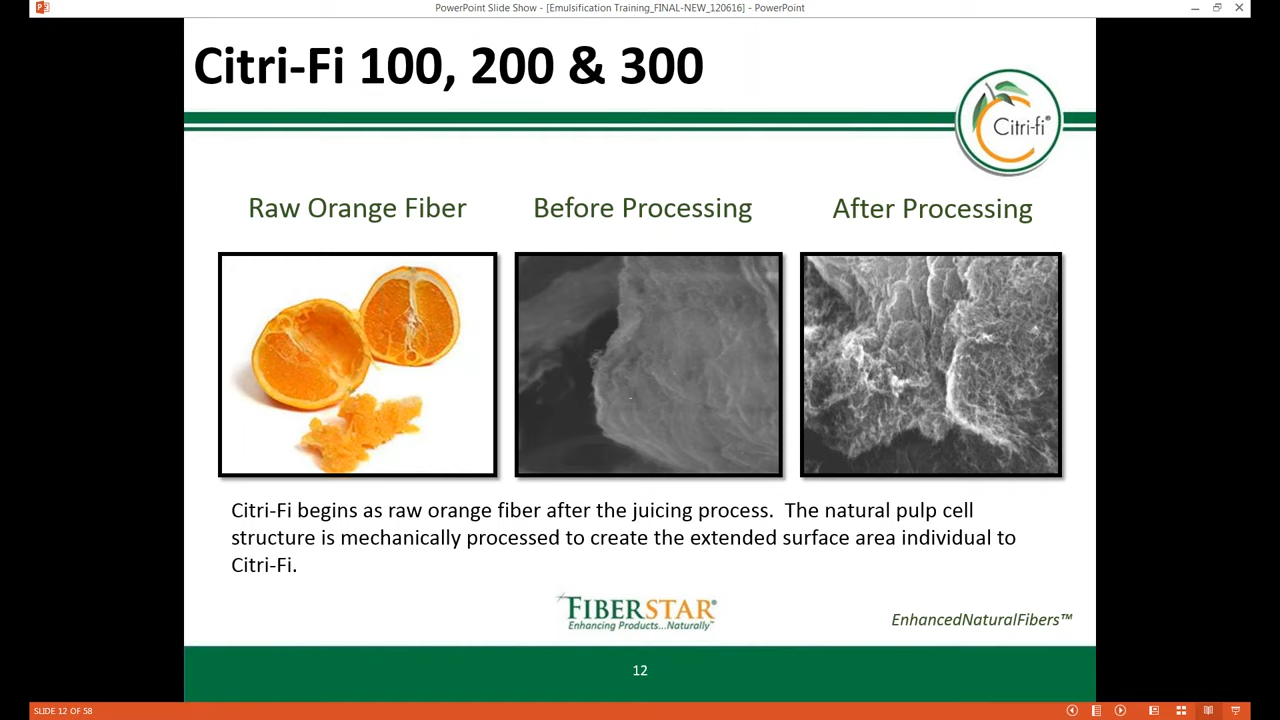 PowerPoint Slide Show - [Emulsification Training_FINAL-NEW_120616] - PowerPoint
Citri-Fi 100, 200 & 300
Citri-fi®
Raw Orange Fiber
Before Processing
After Processing
Citri-Fi begins as raw orange fiber after the juicing process.  The natural pulp cell
structure is mechanically processed to create the extended surface area individual to
Citri-Fi.
FIBERSTAR®
Enhancing Products...Naturally™
EnhancedNaturalFibers™
12
SLIDE 12 OF 58